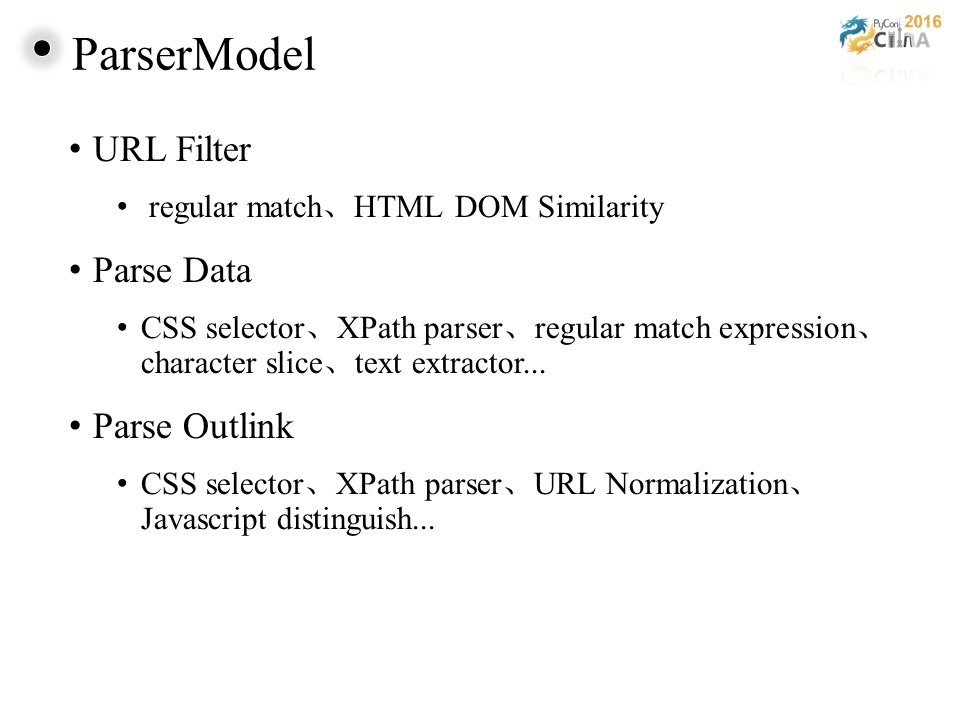 • ParserModel
PyCon 2016
China
• URL Filter
• regular match、HTML DOM Similarity
• Parse Data
• CSS selector、XPath parser、regular match expression、
character slice、text extractor...
• Parse Outlink
• CSS selector、XPath parser、URL Normalization、
Javascript distinguish...